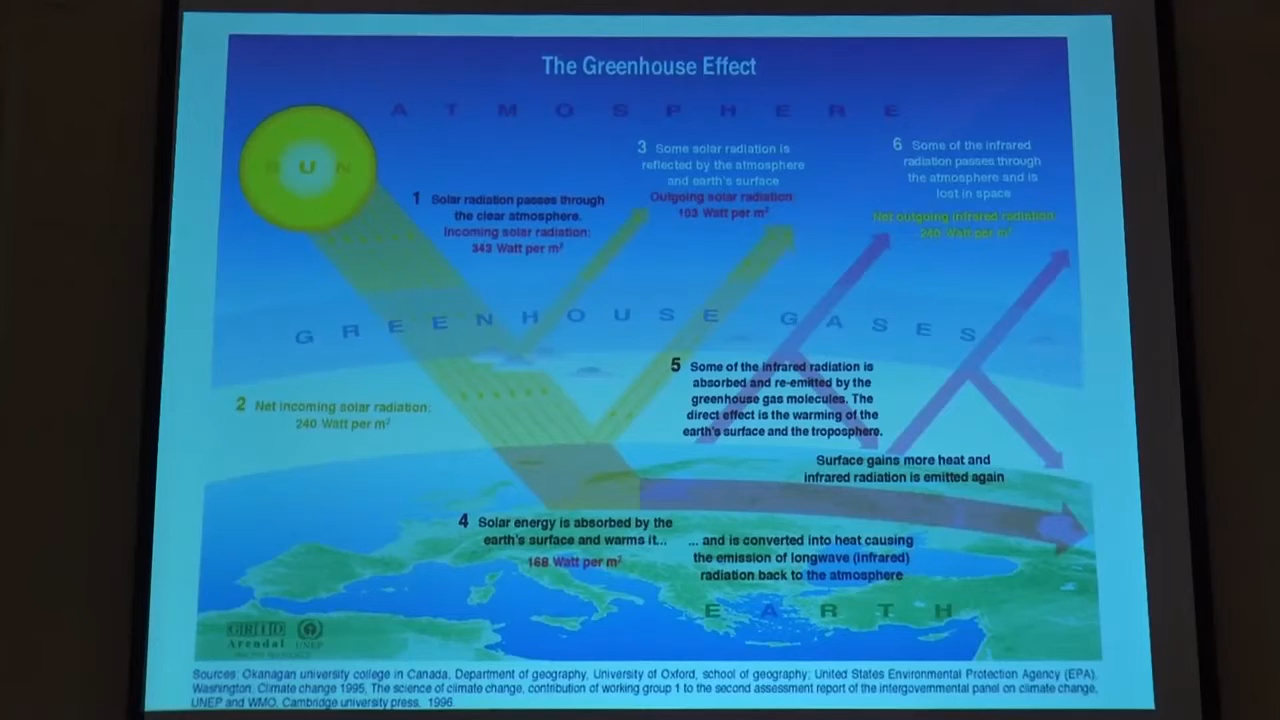 The Greenhouse Effect
A T M O S P H E R E
S U N
1 Solar radiation passes through
the clear atmosphere.
Incoming solar radiation:
343 Watt per m²
2 Net incoming solar radiation:
240 Watt per m²
3 Some solar radiation is
reflected by the atmosphere
and earth's surface
Outgoing solar radiation:
103 Watt per m²
6 Some of the infrared
radiation passes through
the atmosphere and is
lost in space
Net outgoing infrared radiation:
240 Watt per m²
G R E E N H O U S E G A S E S
5 Some of the infrared radiation is
absorbed and re-emitted by the
greenhouse gas molecules. The
direct effect is the warming of the
earth's surface and the troposphere.
Surface gains more heat and
infrared radiation is emitted again
4 Solar energy is absorbed by the
earth's surface and warms it...
168 Watt per m²
... and is converted into heat causing
the emission of longwave (infrared)
radiation back to the atmosphere
E A R T H
GRID
Arendal UNEP
Sources: Okanagan university college in Canada, Department of geography, University of Oxford, school of geography; United States Environmental Protection Agency (EPA),
Washington; Climate change 1995, The science of climate change, contribution of working group 1 to the second assessment report of the intergovernmental panel on climate change,
UNEP and WMO, Cambridge university press, 1996.